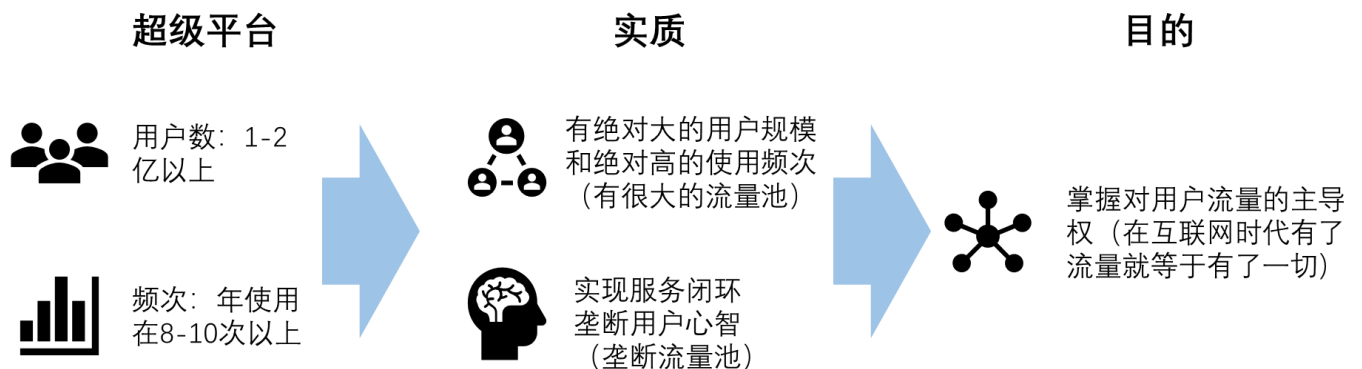 超级平台
实质
目的
用户数：1-2
亿以上
频次：年使用
在8-10次以上
有绝对大的用户规模
和绝对高的使用频次
（有很大的流量池）
实现服务闭环
垄断用户心智
（垄断流量池）
掌握对用户流量的主导
权（在互联网时代有了
流量就等于有了一切）